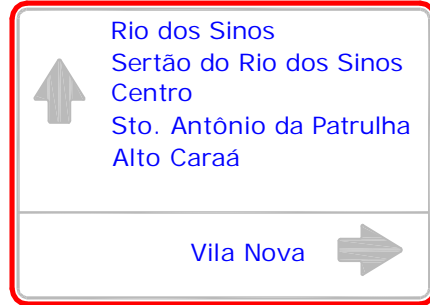 Rio dos Sinos
Sertão do Rio dos Sinos
Centro
Sto. Antônio da Patrulha
Alto Caraá
Vila Nova